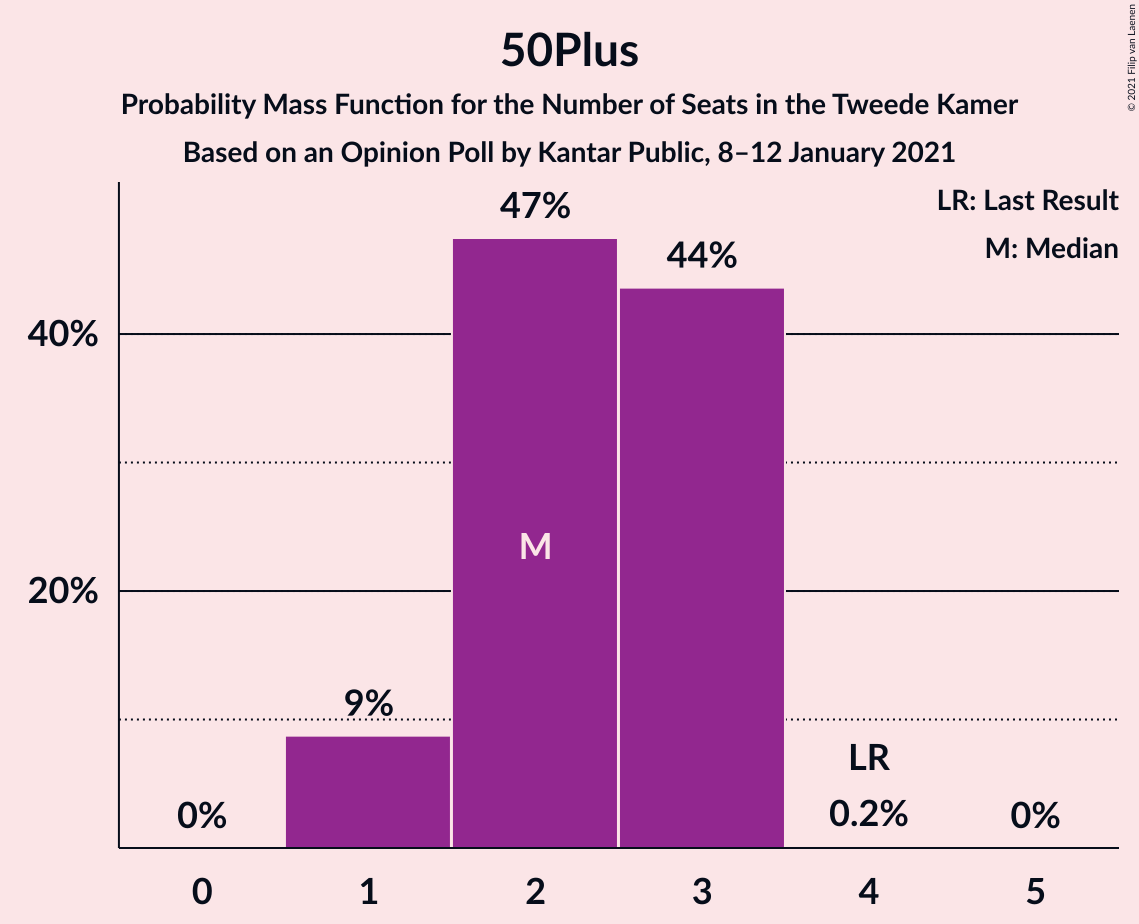 50Plus
Probability Mass Function for the Number of Seats in the Tweede Kamer
Based on an Opinion Poll by Kantar Public, 8–12 January 2021
© 2021 Filip van Laenen
LR: Last Result
M: Median
47%
44%
40%
M
20%
9%
LR
0%
0.2%
0%
0 1 2 3 4 5